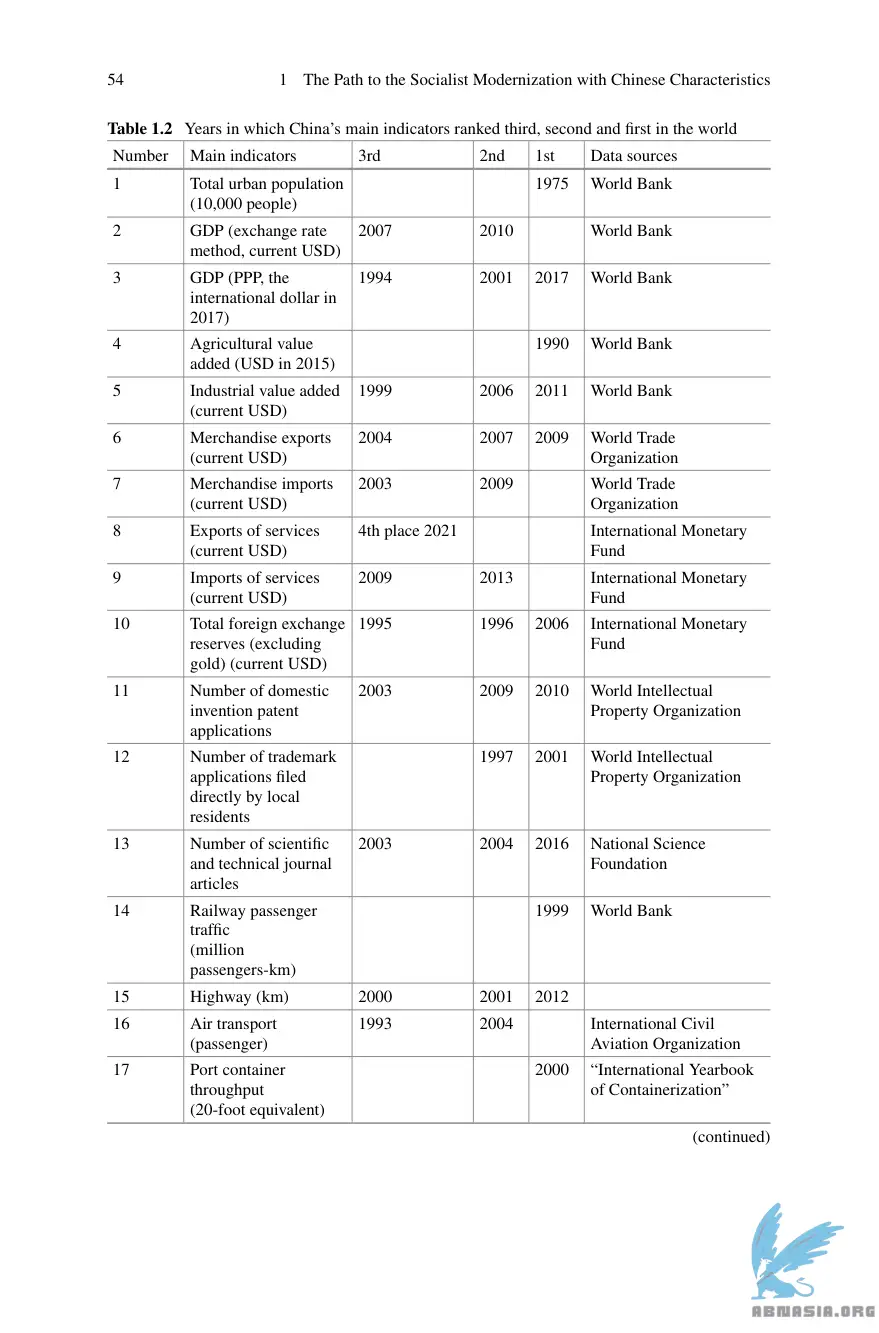 54 1 The Path to the Socialist Modernization with Chinese Characteristics
Table 1.2 Years in which China's main indicators ranked third, second and first in the world
Number Main indicators 3rd 2nd 1st Data sources
1 Total urban population 1975 World Bank
(10,000 people)
2 GDP (exchange rate 2007 2010 World Bank
method, current USD)
3 GDP (PPP, the 1994 2001 2017 World Bank
international dollar in
2017)
4 Agricultural value 1990 World Bank
added (USD in 2015)
5 Industrial value added 1999 2006 2011 World Bank
(current USD)
6 Merchandise exports 2004 2007 2009 World Trade
(current USD) Organization
7 Merchandise imports 2003 2009 World Trade
(current USD) Organization
8 Exports of services 4th place 2021 International Monetary
(current USD) Fund
9 Imports of services 2009 2013 International Monetary
(current USD) Fund
10 Total foreign exchange 1995 1996 2006 International Monetary
reserves (excluding Fund
gold) (current USD)
11 Number of domestic 2003 2009 2010 World Intellectual
invention patent Property Organization
applications
12 Number of trademark 1997 2001 World Intellectual
applications filed Property Organization
directly by local
residents
13 Number of scientific 2003 2004 2016 National Science
and technical journal Foundation
articles
14 Railway passenger 1999 World Bank
traffic
(million
passengers-km)
15 Highway (km) 2000 2001 2012
16 Air transport 1993 2004 International Civil
(passenger) Aviation Organization
17 Port container 2000 "International Yearbook
throughput of Containerization"
(20-foot equivalent)
(continued)
ABMASIA.ORG